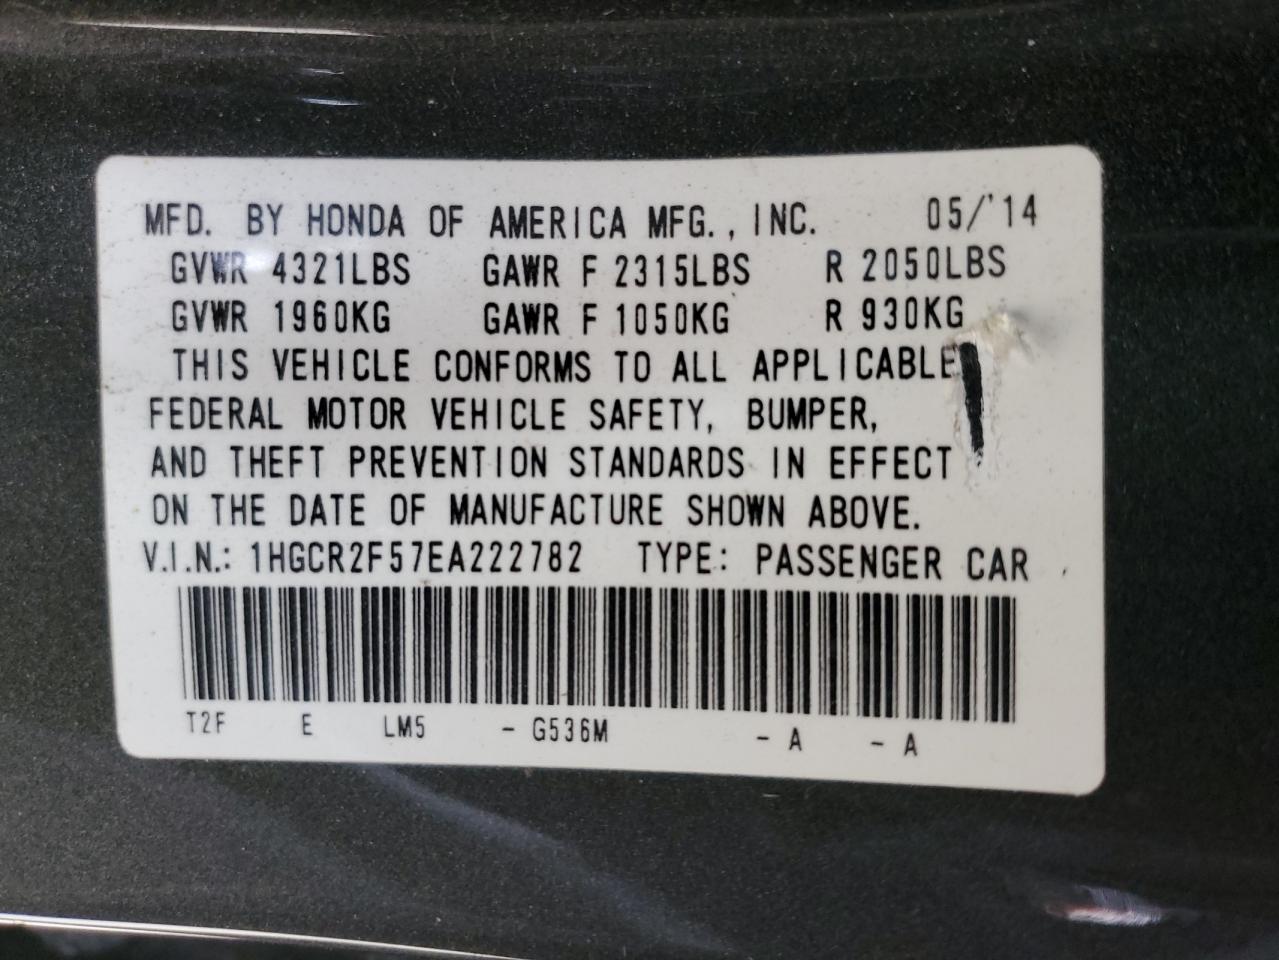 MFD. BY HONDA OF AMERICA MFG., INC. 05/'14
GVWR 4321LBS GAWR F 2315LBS R 2050LBS
GVWR 1960KG GAWR F 1050KG R 930KG
THIS VEHICLE CONFORMS TO ALL APPLICABLE
FEDERAL MOTOR VEHICLE SAFETY, BUMPER,
AND THEFT PREVENTION STANDARDS IN EFFECT
ON THE DATE OF MANUFACTURE SHOWN ABOVE.
V.I.N.: 1HGCR2F57EA222782 TYPE: PASSENGER CAR
T2F E LM5 - G536M - A - A